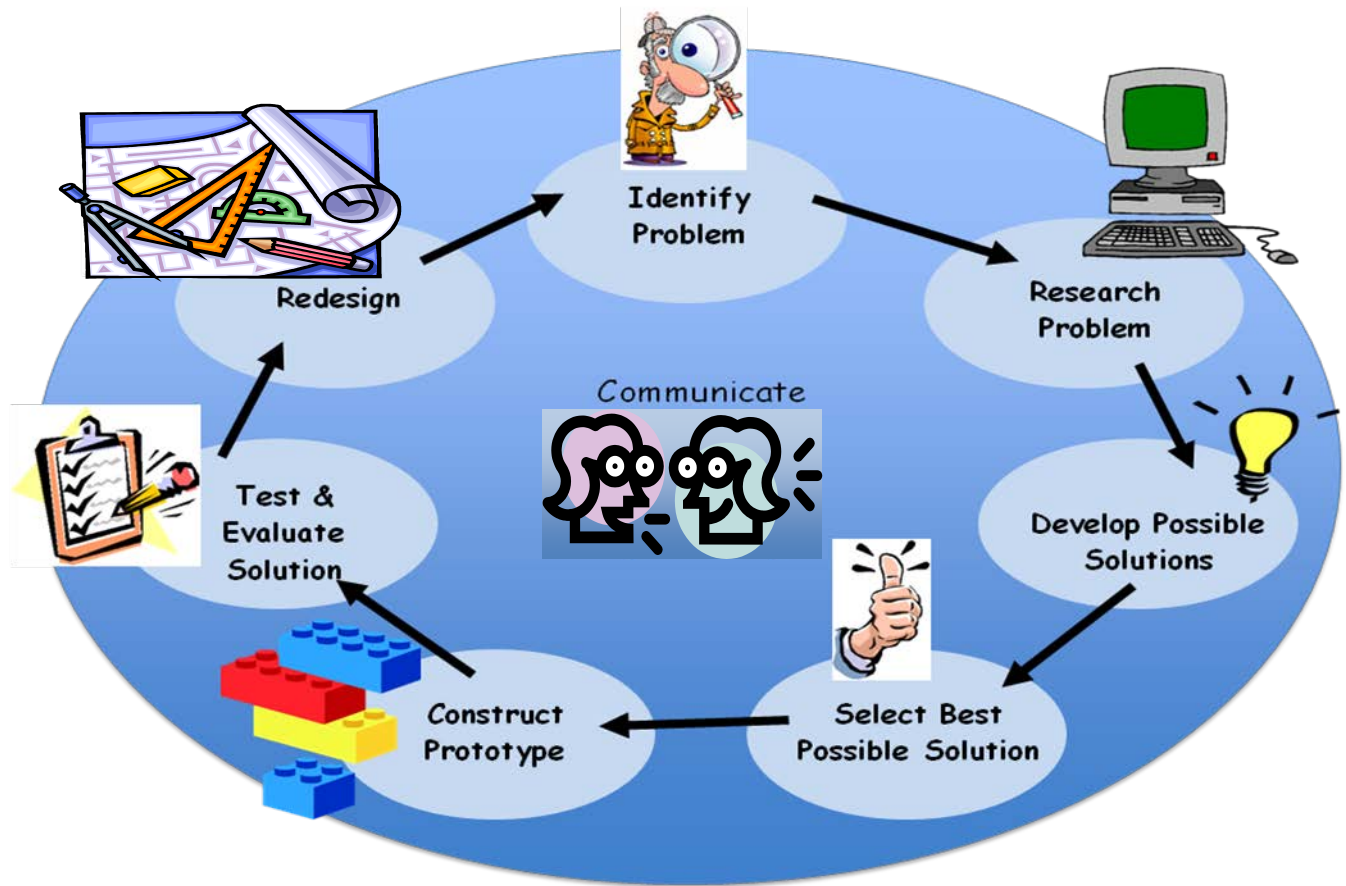 Identify
Problem
Research
Problem
Develop Possible
Solutions
Select Best
Possible Solution
Construct
Prototype
Test &
Evaluate
Solution
Redesign
Communicate